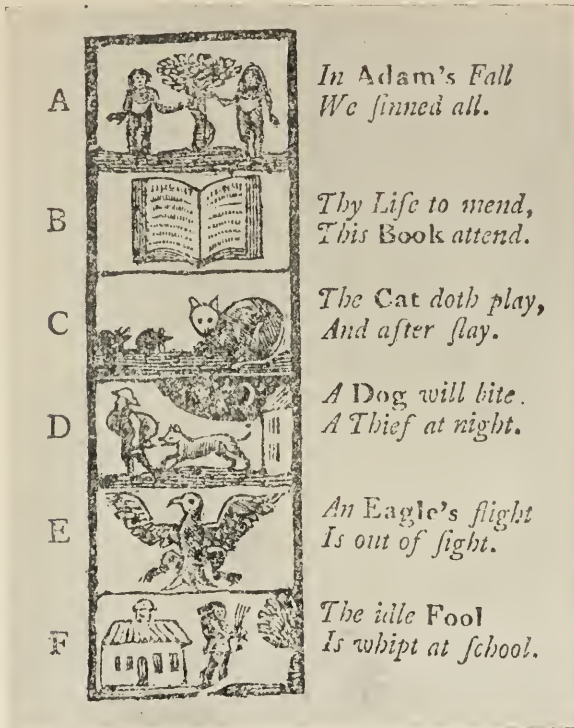 A
In Adam's Fall
We ſinned all.
B
Thy Life to mend,
This Book attend.
C
The Cat doth play,
And after ſlay.
D
A Dog will bite.
A Thief at night.
E
An Eagle's flight
Is out of ſight.
F
The idle Fool
Is whipt at ſchool.